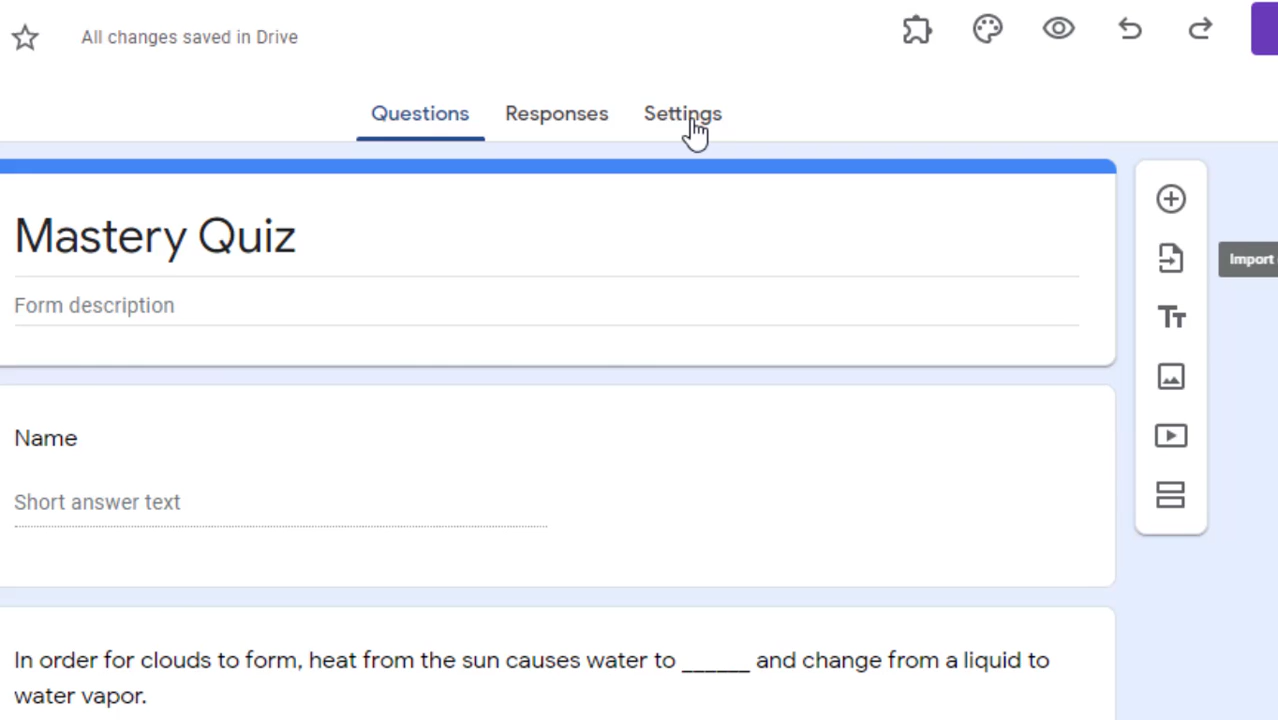 All changes saved in Drive
Questions Responses Settings
Mastery Quiz
Import
Form description
Name
Short answer text
In order for clouds to form, heat from the sun causes water to ______ and change from a liquid to
water vapor.